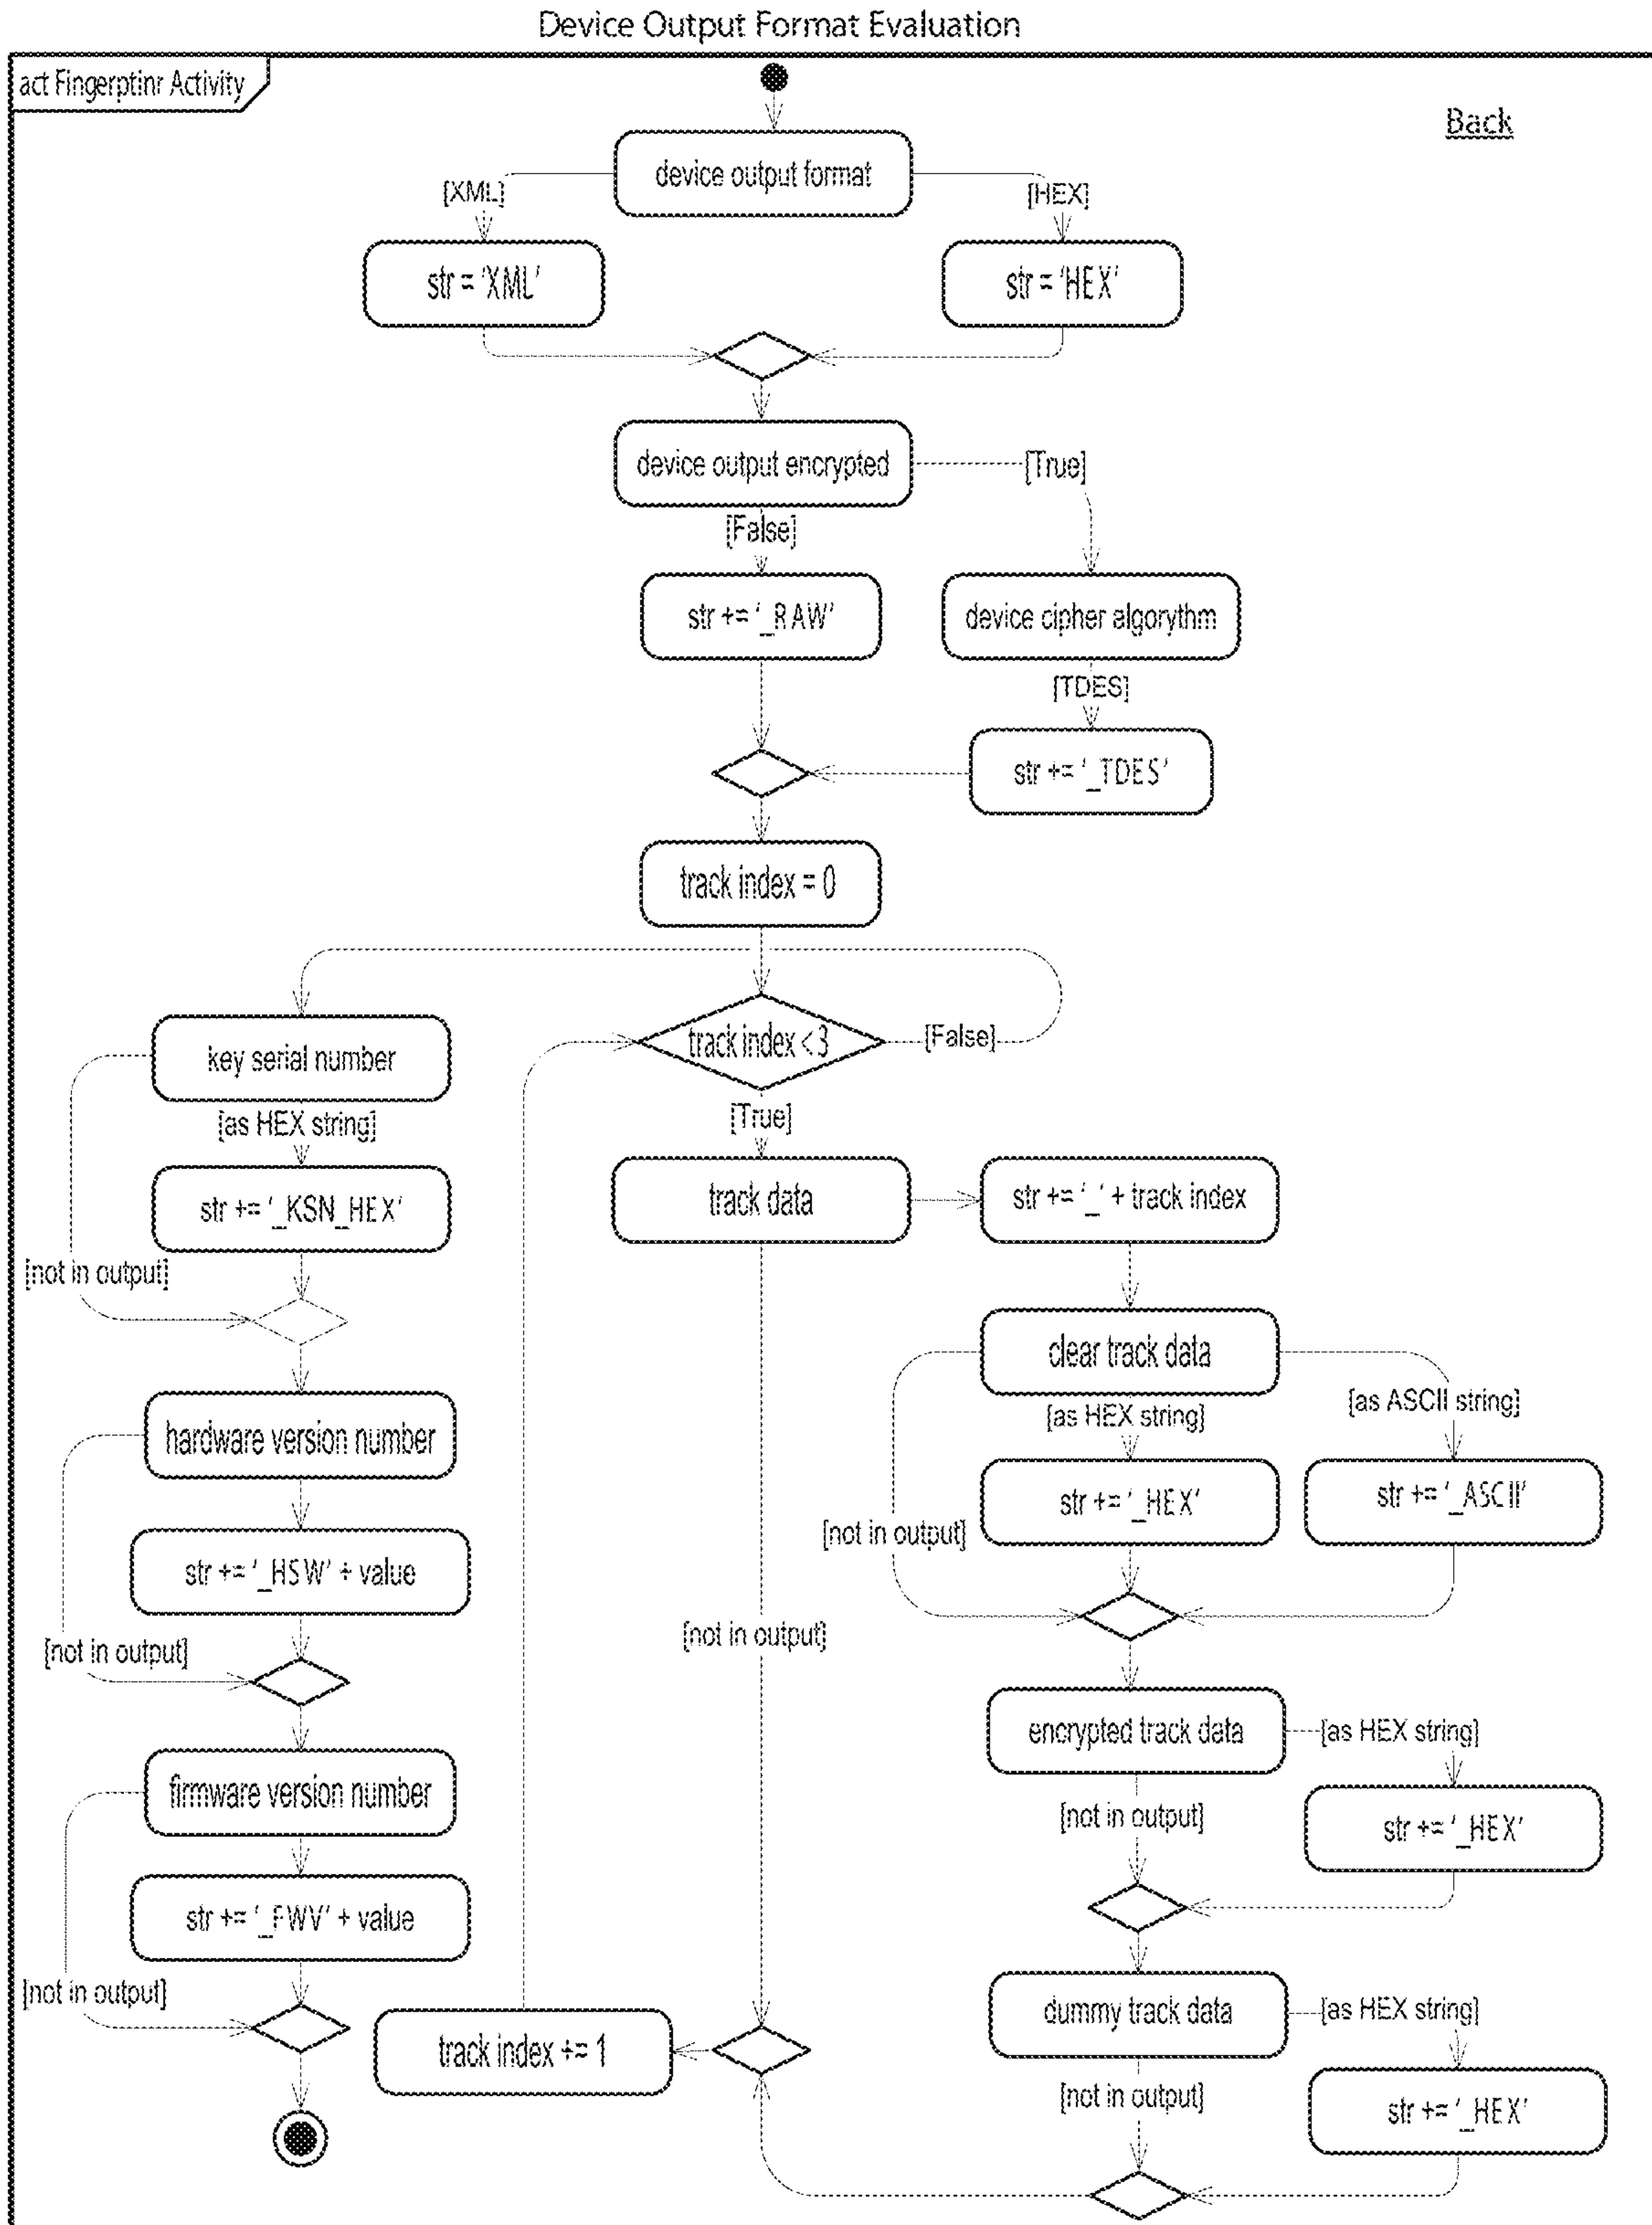 Device Output Format Evaluation
act Fingerptinr Activity
Back
device output format
[XML]
[HEX]
str = 'XML'
str = 'HEX'
device output encrypted
[True]
[False]
str += '_RAW'
device cipher algorythm
[TDES]
str += '_TDES'
track index = 0
track index < 3
[False]
key serial number
[as HEX string]
[True]
track data
str += '_' + track index
str += '_KSN_HEX'
[not in output]
clear track data
[as HEX string]
[as ASCII string]
hardware version number
str += '_HEX'
str += '_ASCII'
[not in output]
str += '_HSW' + value
[not in output]
[not in output]
encrypted track data
[as HEX string]
firmware version number
[not in output]
str += '_HEX'
str += '_FWV' + value
[not in output]
dummy track data
[as HEX string]
track index += 1
[not in output]
str += '_HEX'